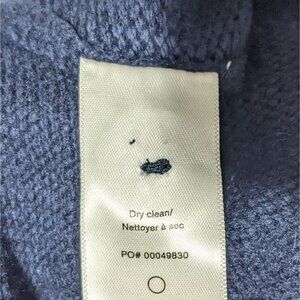 Dry clean/
Nettoyer à sec
PO# 00049830